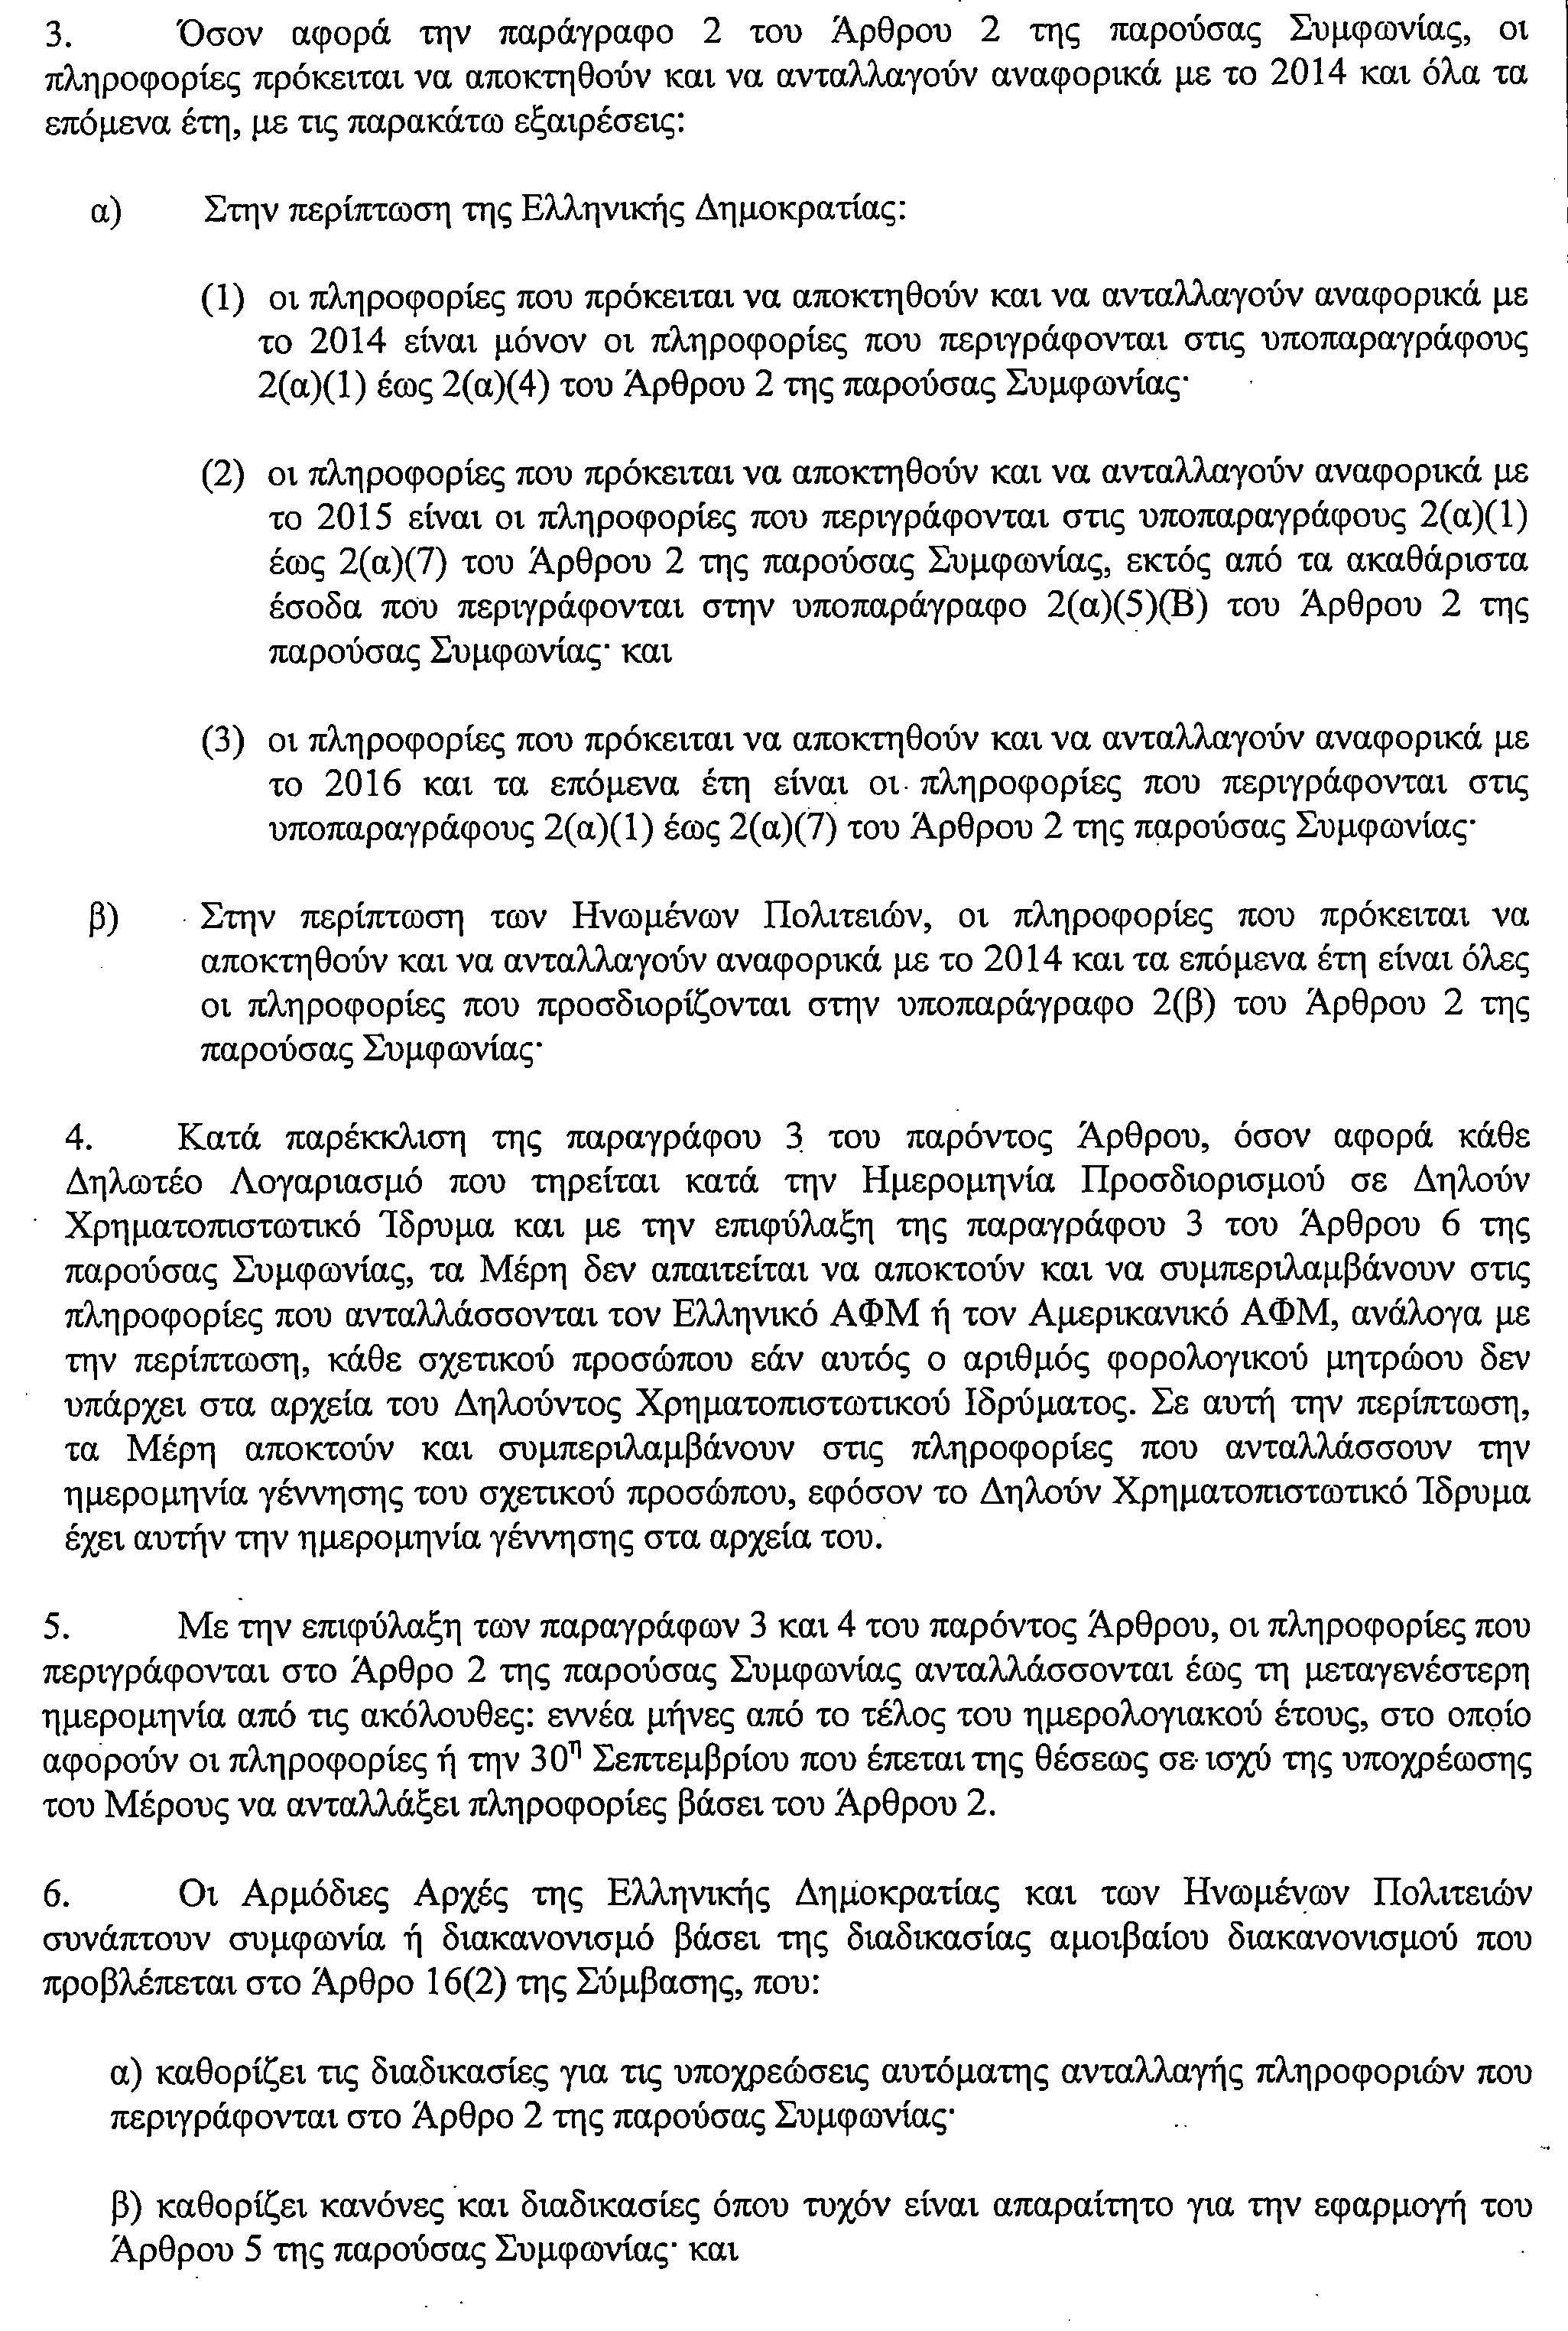 3. Όσον αφορά την παράγραφο 2 του Άρθρου 2 της παρούσας Συμφωνίας, οι
πληροφορίες πρόκειται να αποκτηθούν και να ανταλλαγούν αναφορικά με το 2014 και όλα τα
επόμενα έτη, με τις παρακάτω εξαιρέσεις:
α) Στην περίπτωση της Ελληνικής Δημοκρατίας:
(1) οι πληροφορίες που πρόκειται να αποκτηθούν και να ανταλλαγούν αναφορικά με
το 2014 είναι μόνον οι πληροφορίες που περιγράφονται στις υποπαραγράφους
2(α)(1) έως 2(α)(4) του Άρθρου 2 της παρούσας Συμφωνίας·
(2) οι πληροφορίες που πρόκειται να αποκτηθούν και να ανταλλαγούν αναφορικά με
το 2015 είναι οι πληροφορίες που περιγράφονται στις υποπαραγράφους 2(α)(1)
έως 2(α)(7) του Άρθρου 2 της παρούσας Συμφωνίας, εκτός από τα ακαθάριστα
έσοδα που περιγράφονται στην υποπαράγραφο 2(α)(5)(Β) του Άρθρου 2 της
παρούσας Συμφωνίας· και
(3) οι πληροφορίες που πρόκειται να αποκτηθούν και να ανταλλαγούν αναφορικά με
το 2016 και τα επόμενα έτη είναι οι πληροφορίες που περιγράφονται στις
υποπαραγράφους 2(α)(1) έως 2(α)(7) του Άρθρου 2 της παρούσας Συμφωνίας·
β) Στην περίπτωση των Ηνωμένων Πολιτειών, οι πληροφορίες που πρόκειται να
αποκτηθούν και να ανταλλαγούν αναφορικά με το 2014 και τα επόμενα έτη είναι όλες
οι πληροφορίες που προσδιορίζονται στην υποπαράγραφο 2(β) του Άρθρου 2 της
παρούσας Συμφωνίας·
4. Κατά παρέκκλιση της παραγράφου 3 του παρόντος Άρθρου, όσον αφορά κάθε
Δηλωτέο Λογαριασμό που τηρείται κατά την Ημερομηνία Προσδιορισμού σε Δηλούν
Χρηματοπιστωτικό Ίδρυμα και με την επιφύλαξη της παραγράφου 3 του Άρθρου 6 της
παρούσας Συμφωνίας, τα Μέρη δεν απαιτείται να αποκτούν και να συμπεριλαμβάνουν στις
πληροφορίες που ανταλλάσσονται τον Ελληνικό ΑΦΜ ή τον Αμερικανικό ΑΦΜ, ανάλογα με
την περίπτωση, κάθε σχετικού προσώπου εάν αυτός ο αριθμός φορολογικού μητρώου δεν
υπάρχει στα αρχεία του Δηλούντος Χρηματοπιστωτικού Ιδρύματος. Σε αυτή την περίπτωση,
τα Μέρη αποκτούν και συμπεριλαμβάνουν στις πληροφορίες που ανταλλάσσουν την
ημερομηνία γέννησης του σχετικού προσώπου, εφόσον το Δηλούν Χρηματοπιστωτικό Ίδρυμα
έχει αυτήν την ημερομηνία γέννησης στα αρχεία του.
5. Με την επιφύλαξη των παραγράφων 3 και 4 του παρόντος Άρθρου, οι πληροφορίες που
περιγράφονται στο Άρθρο 2 της παρούσας Συμφωνίας ανταλλάσσονται έως τη μεταγενέστερη
ημερομηνία από τις ακόλουθες: εννέα μήνες από το τέλος του ημερολογιακού έτους, στο οποίο
αφορούν οι πληροφορίες ή την 30η Σεπτεμβρίου που έπεται της θέσεως σε ισχύ της υποχρέωσης
του Μέρους να ανταλλάξει πληροφορίες βάσει του Άρθρου 2.
6. Οι Αρμόδιες Αρχές της Ελληνικής Δημοκρατίας και των Ηνωμένων Πολιτειών
συνάπτουν συμφωνία ή διακανονισμό βάσει της διαδικασίας αμοιβαίου διακανονισμού που
προβλέπεται στο Άρθρο 16(2) της Σύμβασης, που:
α) καθορίζει τις διαδικασίες για τις υποχρεώσεις αυτόματης ανταλλαγής πληροφοριών που
περιγράφονται στο Άρθρο 2 της παρούσας Συμφωνίας·
β) καθορίζει κανόνες και διαδικασίες όπου τυχόν είναι απαραίτητο για την εφαρμογή του
Άρθρου 5 της παρούσας Συμφωνίας· και